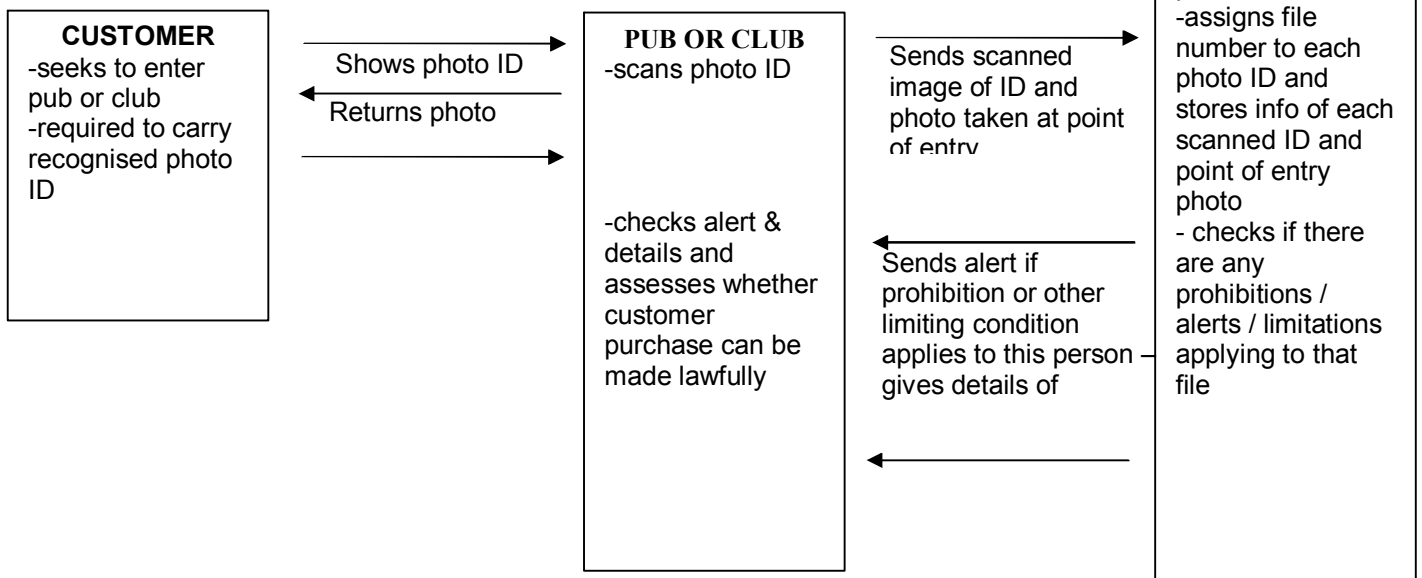 CUSTOMER
-seeks to enter
pub or club
-required to carry
recognised photo
ID
Shows photo ID
Returns photo
PUB OR CLUB
-scans photo ID
-checks alert &
details and
assesses whether
customer
purchase can be
made lawfully
Sends scanned
image of ID and
photo taken at point
of entry
Sends alert if
prohibition or other
limiting condition
applies to this person –
gives details of
-assigns file
number to each
photo ID and
stores info of each
scanned ID and
point of entry
photo
- checks if there
are any
prohibitions /
alerts / limitations
applying to that
file